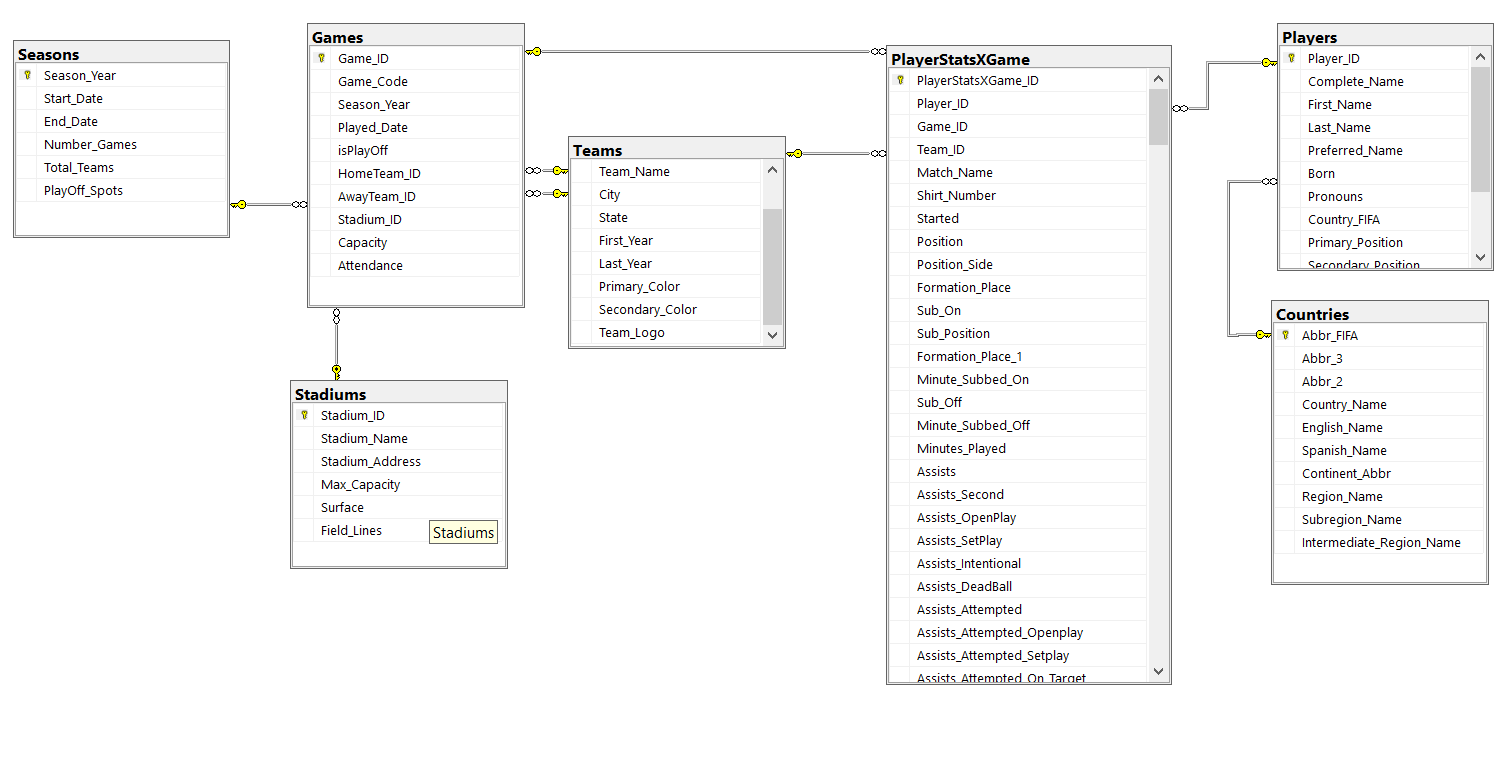 Seasons
Season_Year
Start_Date
End_Date
Number_Games
Total_Teams
PlayOff_Spots
Games
Game_ID
Game_Code
Season_Year
Played_Date
isPlayOff
HomeTeam_ID
AwayTeam_ID
Stadium_ID
Capacity
Attendance
Stadiums
Stadium_ID
Stadium_Name
Stadium_Address
Max_Capacity
Surface
Field_Lines
Stadiums
Teams
Team_Name
City
State
First_Year
Last_Year
Primary_Color
Secondary_Color
Team_Logo
PlayerStatsXGame
PlayerStatsXGame_ID
Player_ID
Game_ID
Team_ID
Match_Name
Shirt_Number
Started
Position
Position_Side
Formation_Place
Sub_On
Sub_Position
Formation_Place_1
Minute_Subbed_On
Sub_Off
Minute_Subbed_Off
Minutes_Played
Assists
Assists_Second
Assists_OpenPlay
Assists_SetPlay
Assists_Intentional
Assists_DeadBall
Assists_Attempted
Assists_Attempted_Openplay
Assists_Attempted_Setplay
Assists_Attempted_On_Target
Players
Player_ID
Complete_Name
First_Name
Last_Name
Preferred_Name
Born
Pronouns
Country_FIFA
Primary_Position
Secondary_Position
Countries
Abbr_FIFA
Abbr_3
Abbr_2
Country_Name
English_Name
Spanish_Name
Continent_Abbr
Region_Name
Subregion_Name
Intermediate_Region_Name